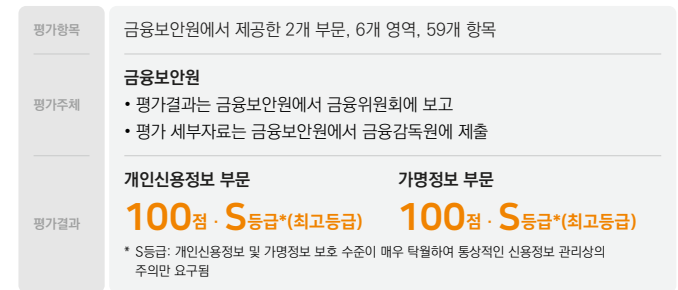 평가항목
금융보안원에서 제공한 2개 부문, 6개 영역, 59개 항목
평가주체
금융보안원
• 평가결과는 금융보안원에서 금융위원회에 보고
• 평가 세부자료는 금융보안원에서 금융감독원에 제출
평가결과
개인신용정보 부문
100점 · S등급*(최고등급)
가명정보 부문
100점 · S등급*(최고등급)
* S등급: 개인신용정보 및 가명정보 보호 수준이 매우 탁월하여 통상적인 신용정보 관리상의
주의만 요구됨